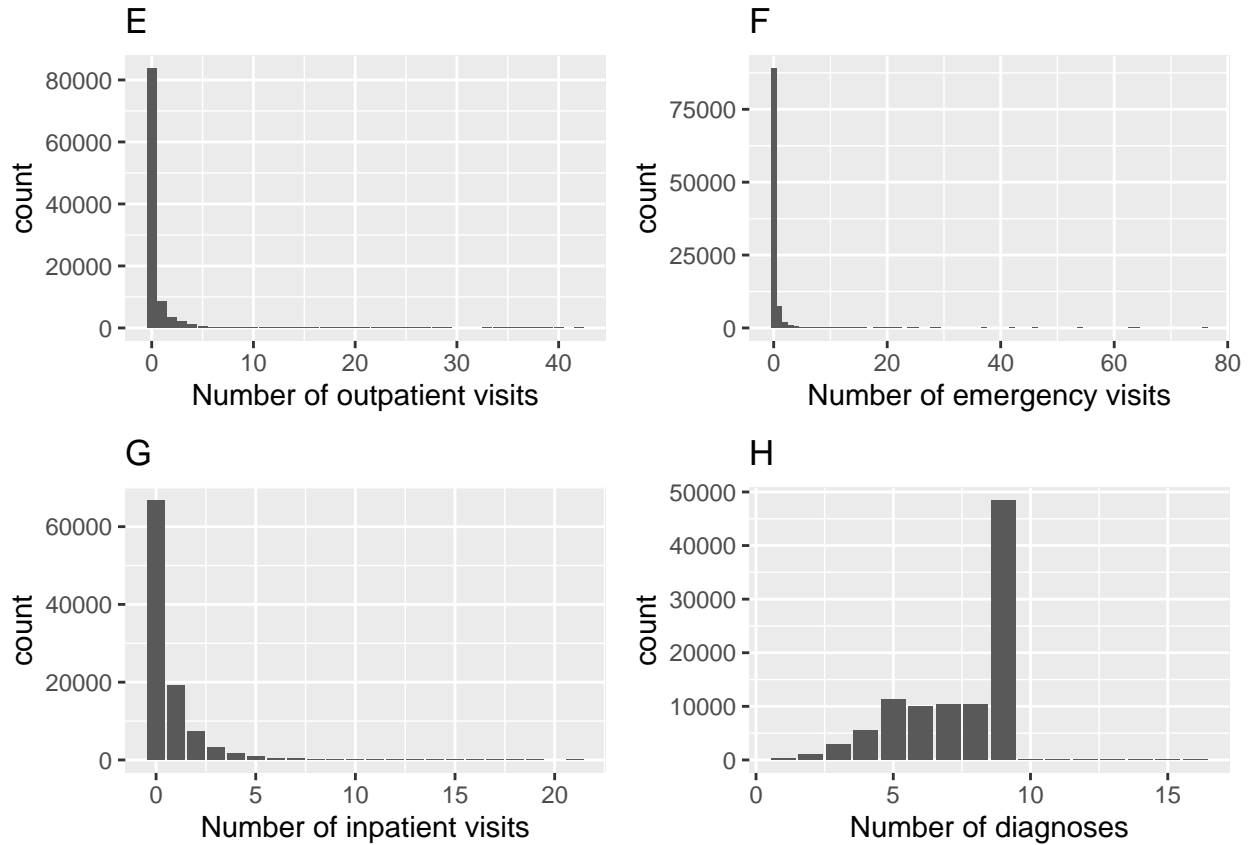 E
80000
60000
40000
20000
0
count
0 10 20 30 40
Number of outpatient visits
F
75000
50000
25000
0
count
0 20 40 60 80
Number of emergency visits
G
60000
40000
20000
0
count
0 5 10 15 20
Number of inpatient visits
H
50000
40000
30000
20000
10000
0
count
0 5 10 15
Number of diagnoses